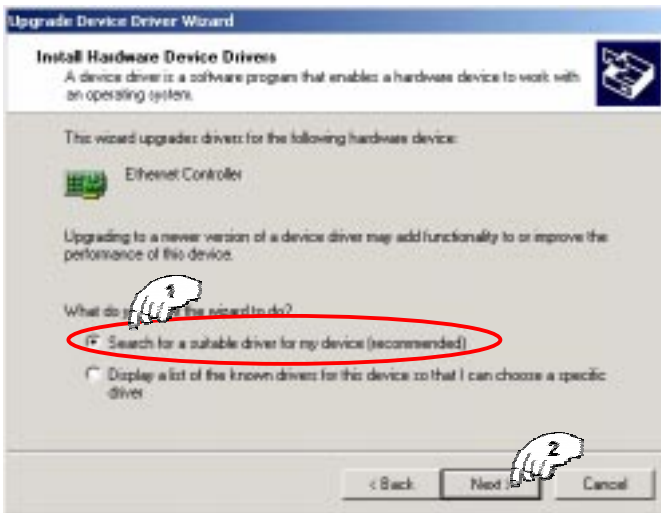 Upgrade Device Driver Wizard
Install Hardware Device Drivers
A device driver is a software program that enables a hardware device to work with
an operating system.
This wizard upgrades drivers for the following hardware device:
Ethernet Controller
Upgrading to a newer version of a device driver may add functionality to or improve the
performance of this device.
1
What do the wizard to do?
Search for a suitable driver for my device (recommended)
Display a list of the known drivers for this device so that I can choose a specific
driver
2
< Back
Next >
Cancel